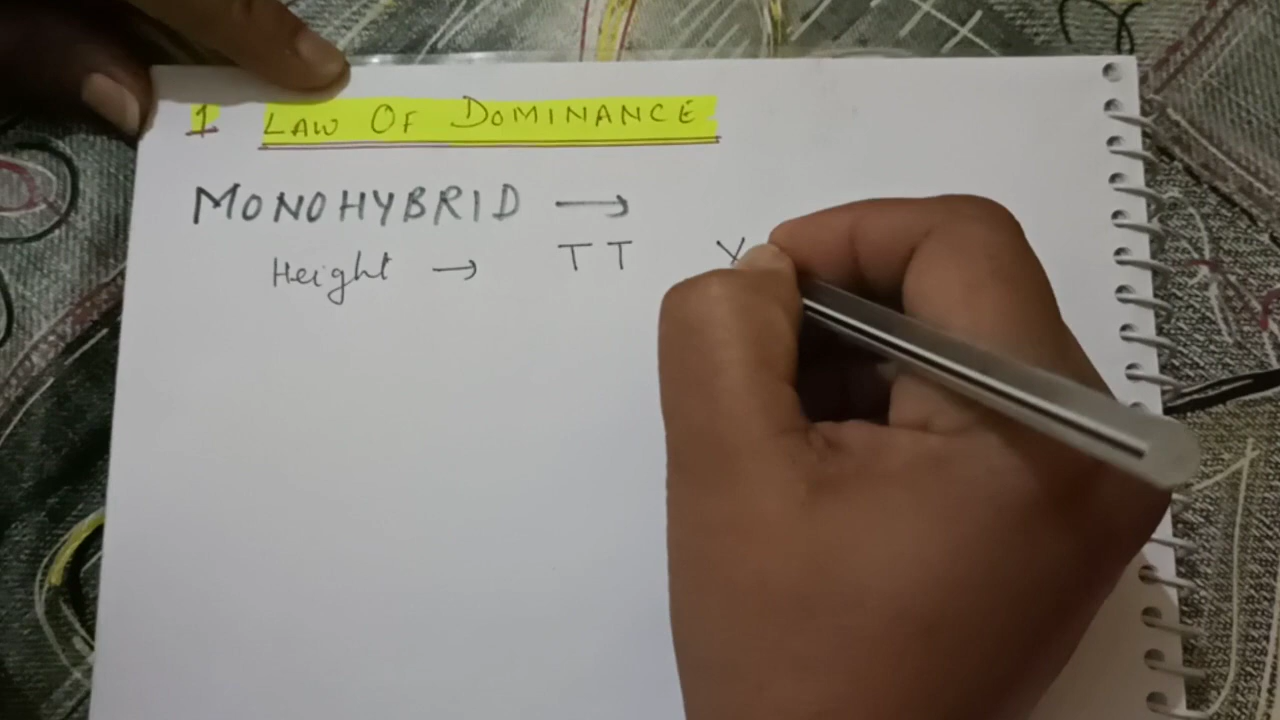 1 LAW OF DOMINANCE
MONOHYBRID →
Height → TT X